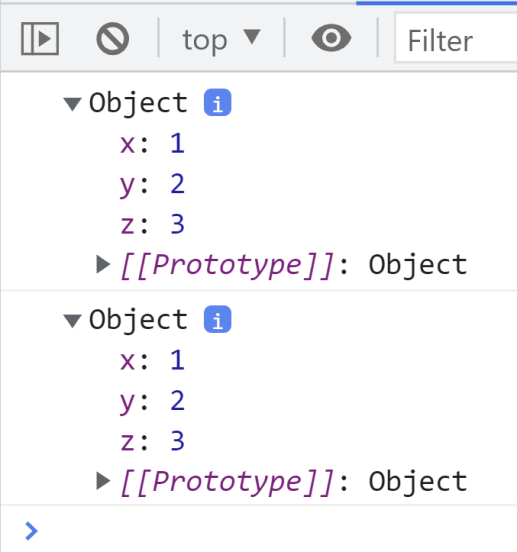 top Filter
Object i
x: 1
y: 2
z: 3
[[Prototype]]: Object
Object i
x: 1
y: 2
z: 3
[[Prototype]]: Object